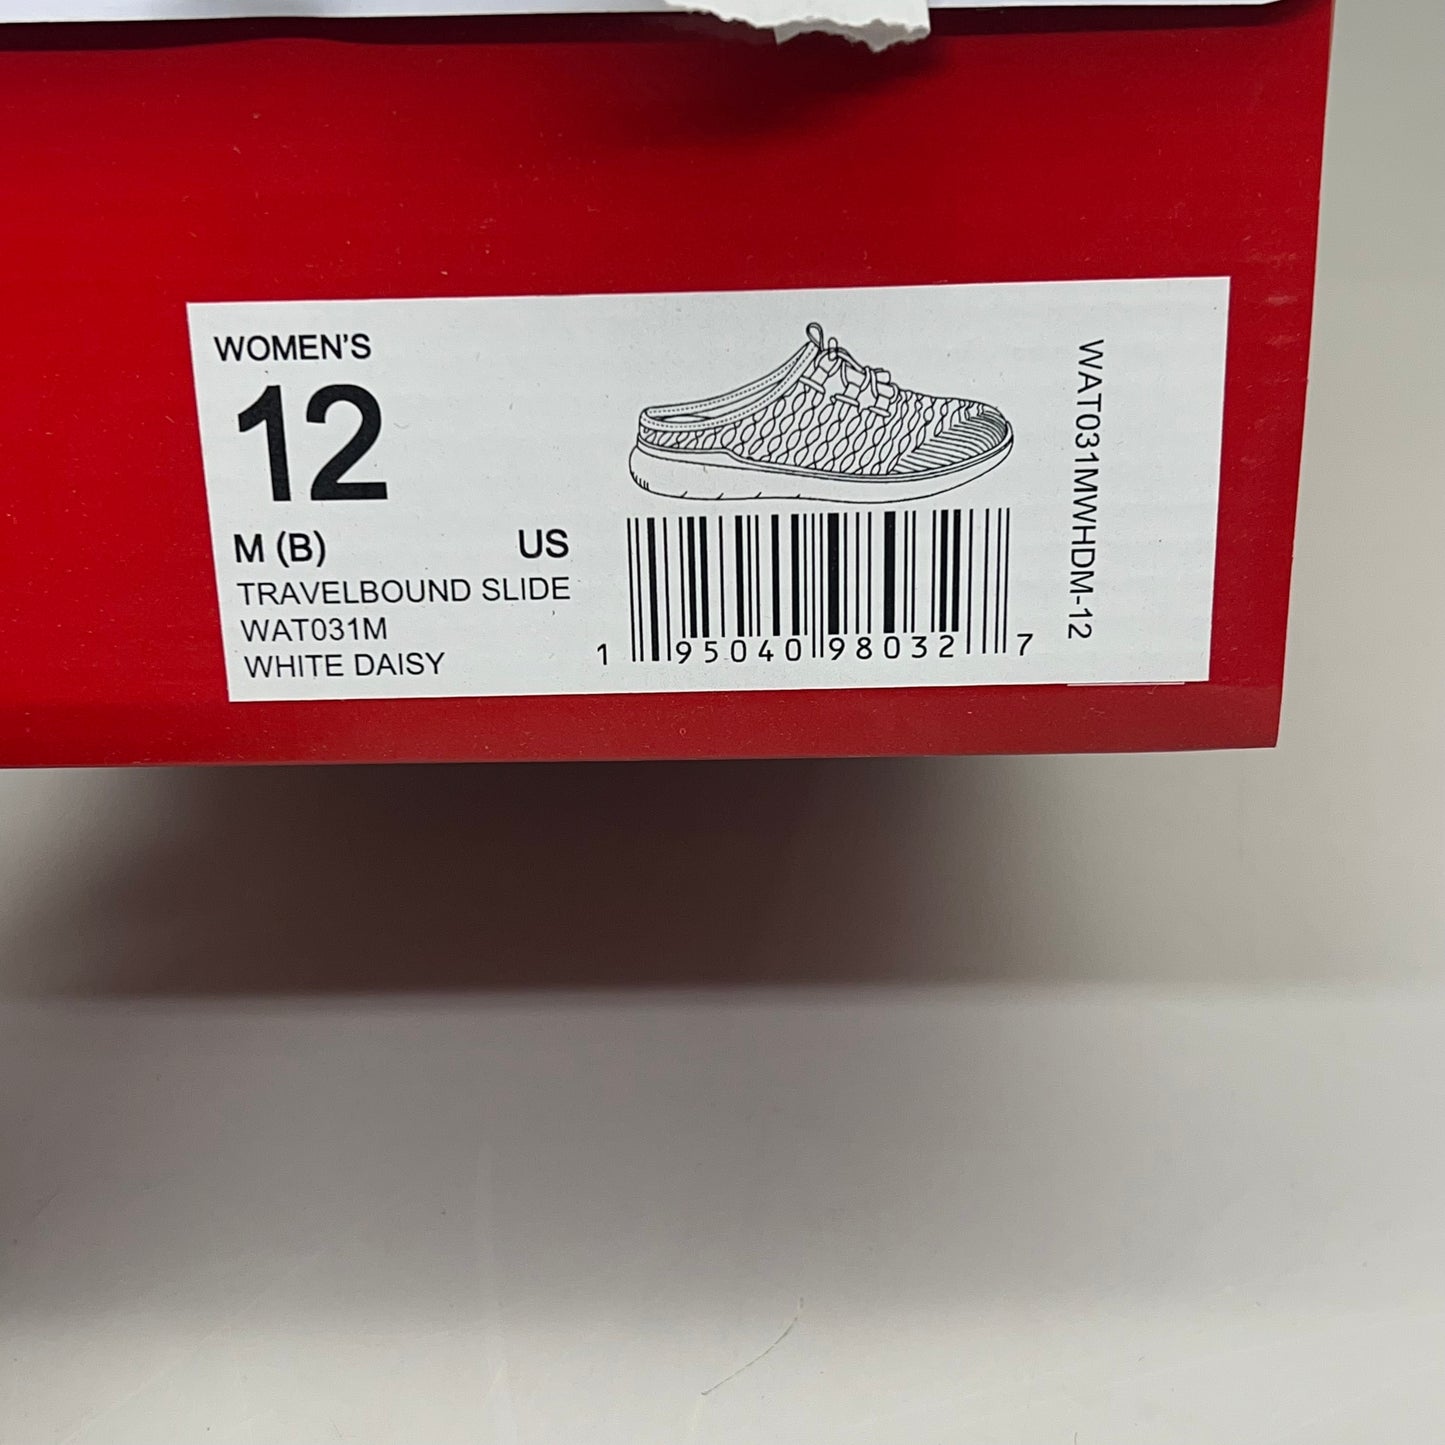 WOMEN'S
12
M (B) US
TRAVELBOUND SLIDE
WAT031M
WHITE DAISY
1 95040 98032 7
WAT031MWHDM-12